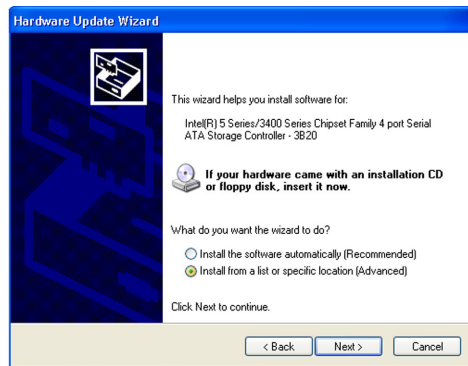 Hardware Update Wizard
This wizard helps you install software for:
Intel(R) 5 Series/3400 Series Chipset Family 4 port Serial
ATA Storage Controller - 3B20
If your hardware came with an installation CD
or floppy disk, insert it now.
What do you want the wizard to do?
Install the software automatically (Recommended)
Install from a list or specific location (Advanced)
Click Next to continue.
< Back Next > Cancel